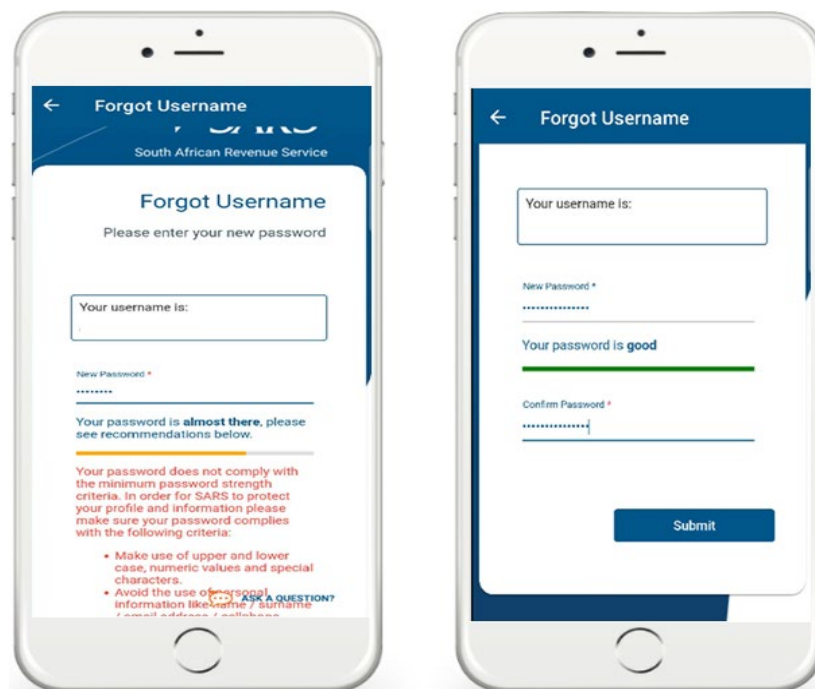 Forgot Username
SARS
South African Revenue Service
Forgot Username
Please enter your new password
Your username is:
New Password *
Your password is almost there, please
see recommendations below.
Your password does not comply with
the minimum password strength
criteria. In order for SARS to protect
your profile and information please
make sure your password complies
with the following criteria:
• Make use of upper and lower
case, numeric values and special
characters.
• Avoid the use of personal
information like name / surname
/ email address / cellphone
ASK A QUESTION?
Forgot Username
Your username is:
New Password *
Your password is good
Confirm Password *
Submit